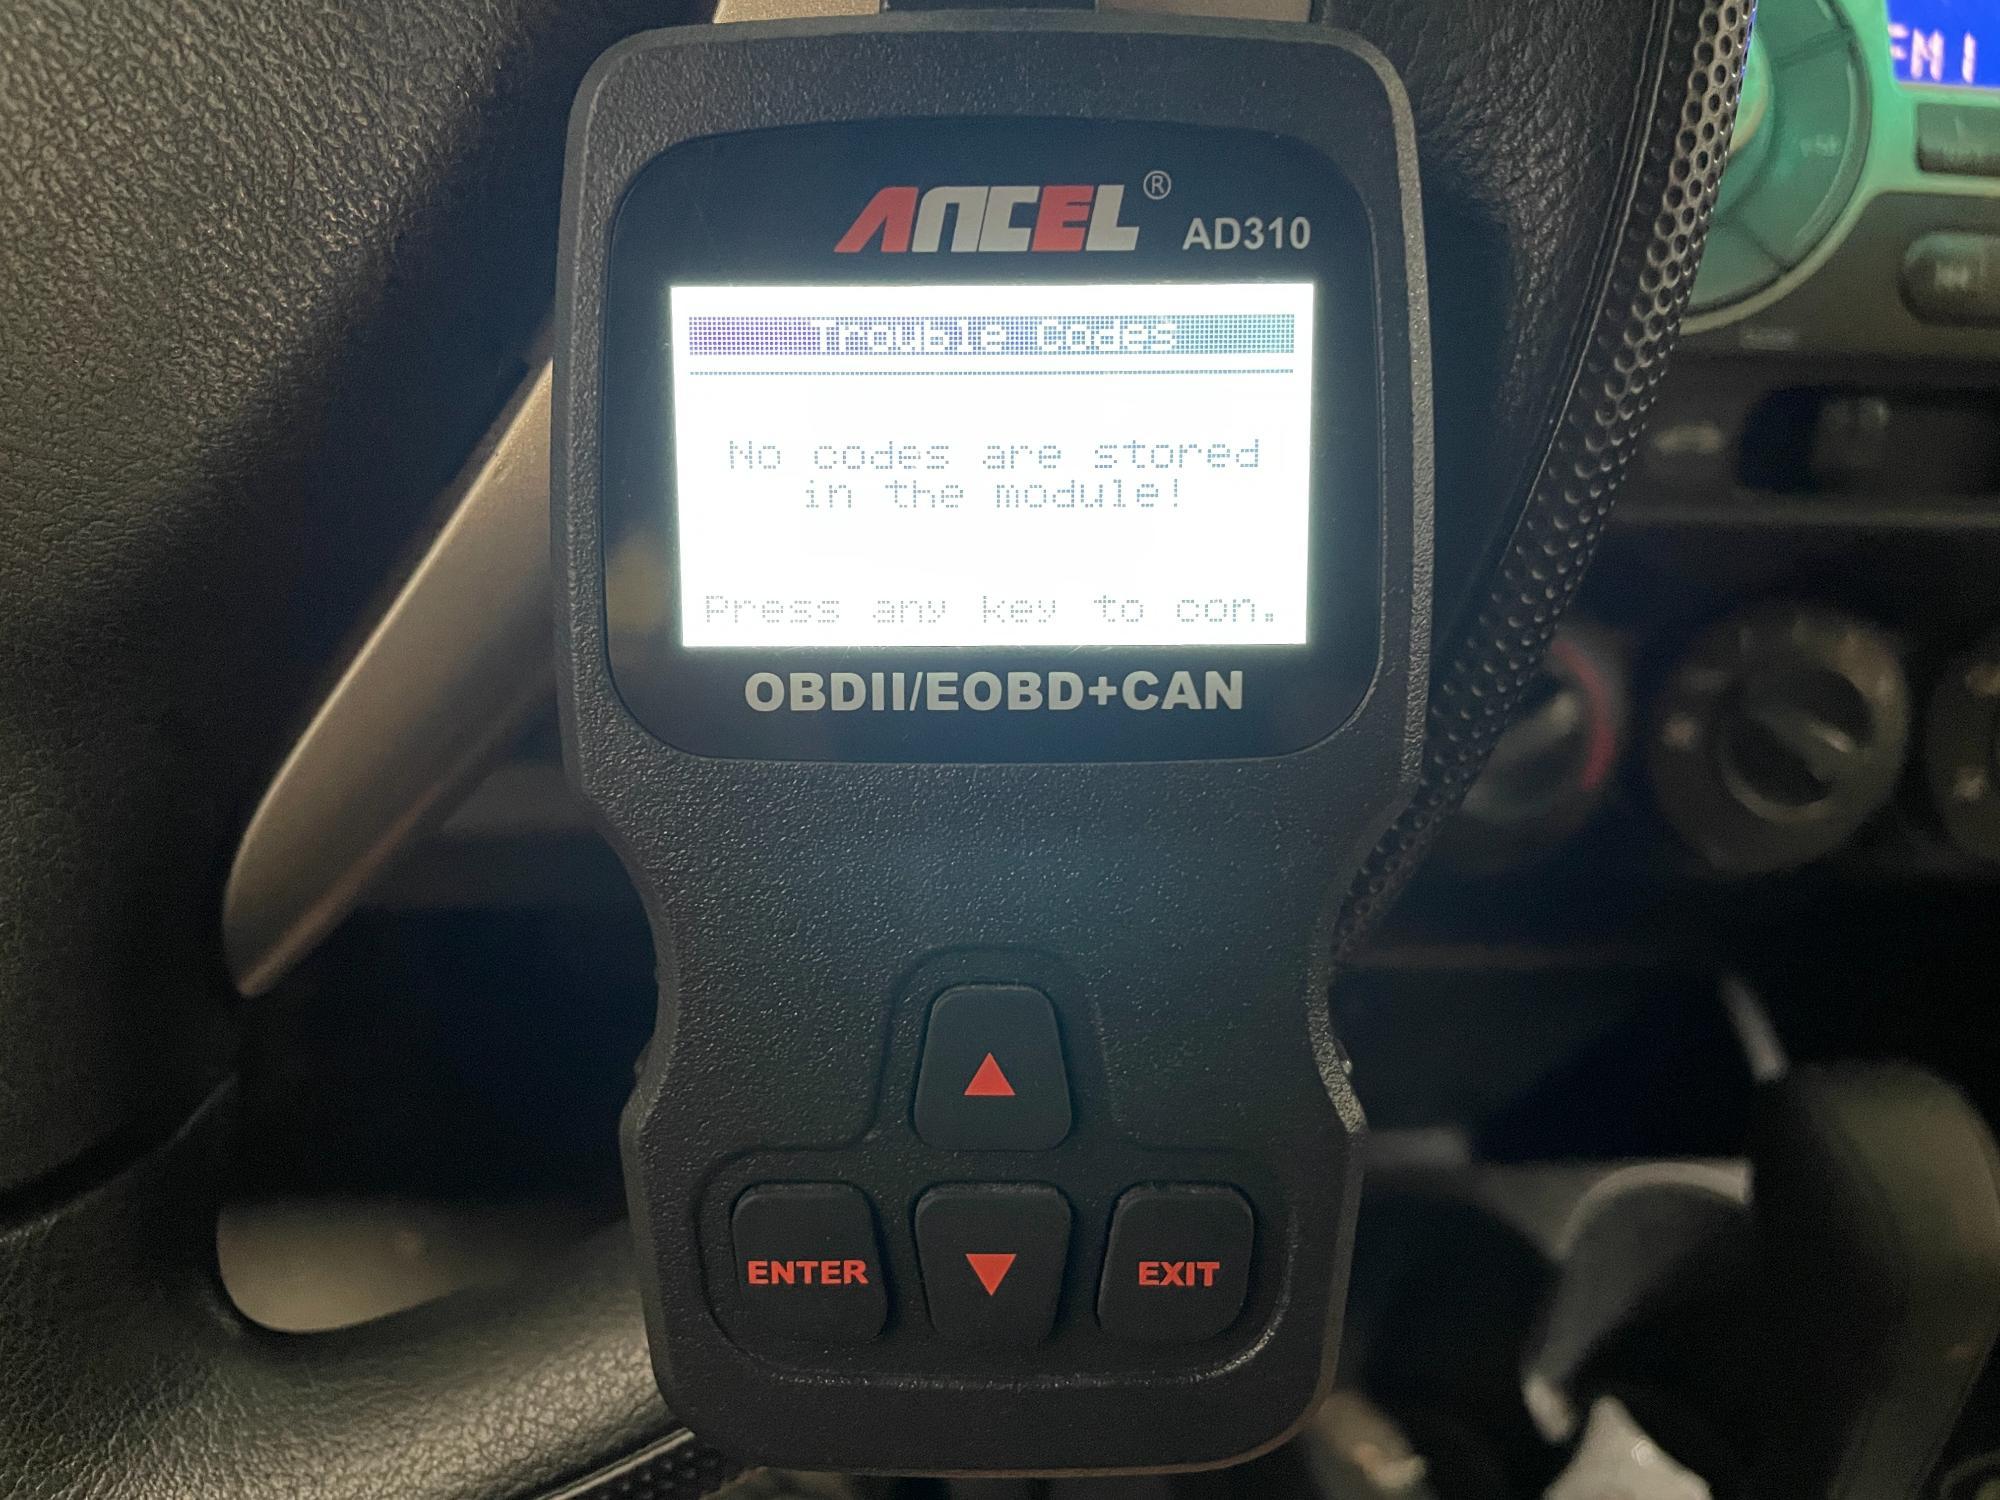 ANCEL® AD310
Trouble Codes
No codes are stored
in the module!
Press any key to con.
OBDII/EOBD+CAN
ENTER
EXIT
FM1